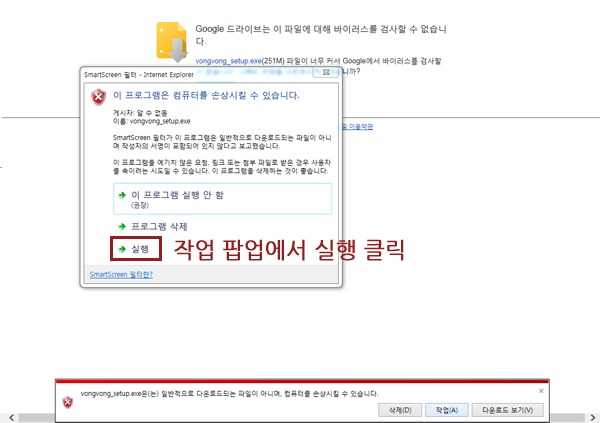 Google 드라이브는 이 파일에 대해 바이러스를 검사할 수 없습니
다.
vongvong_setup.exe(251M) 파일이 너무 커서 Google에서 바이러스를 검사할
니까?
SmartScreen 필터 - Internet Explorer
이 프로그램은 컴퓨터를 손상시킬 수 있습니다.
게시자: 알 수 없음
이름: vongvong_setup.exe
및 이용약관
SmartScreen 필터가 이 프로그램은 일반적으로 다운로드되는 파일이 아니
며 작성자의 서명이 포함되어 있지 않다고 보고했습니다.
이 프로그램을 예기치 않은 요청, 링크 또는 첨부 파일로 받은 경우 사용자
를 속이려는 시도일 수 있습니다. 이 프로그램을 삭제하는 것이 좋습니다.
이 프로그램 실행 안 함
(권장)
프로그램 삭제
실행
작업 팝업에서 실행 클릭
SmartScreen 필터란?
vongvong_setup.exe은(는) 일반적으로 다운로드되는 파일이 아니며, 컴퓨터를 손상시킬 수 있습니다.
삭제(D) 작업(A) 다운로드 보기(V)